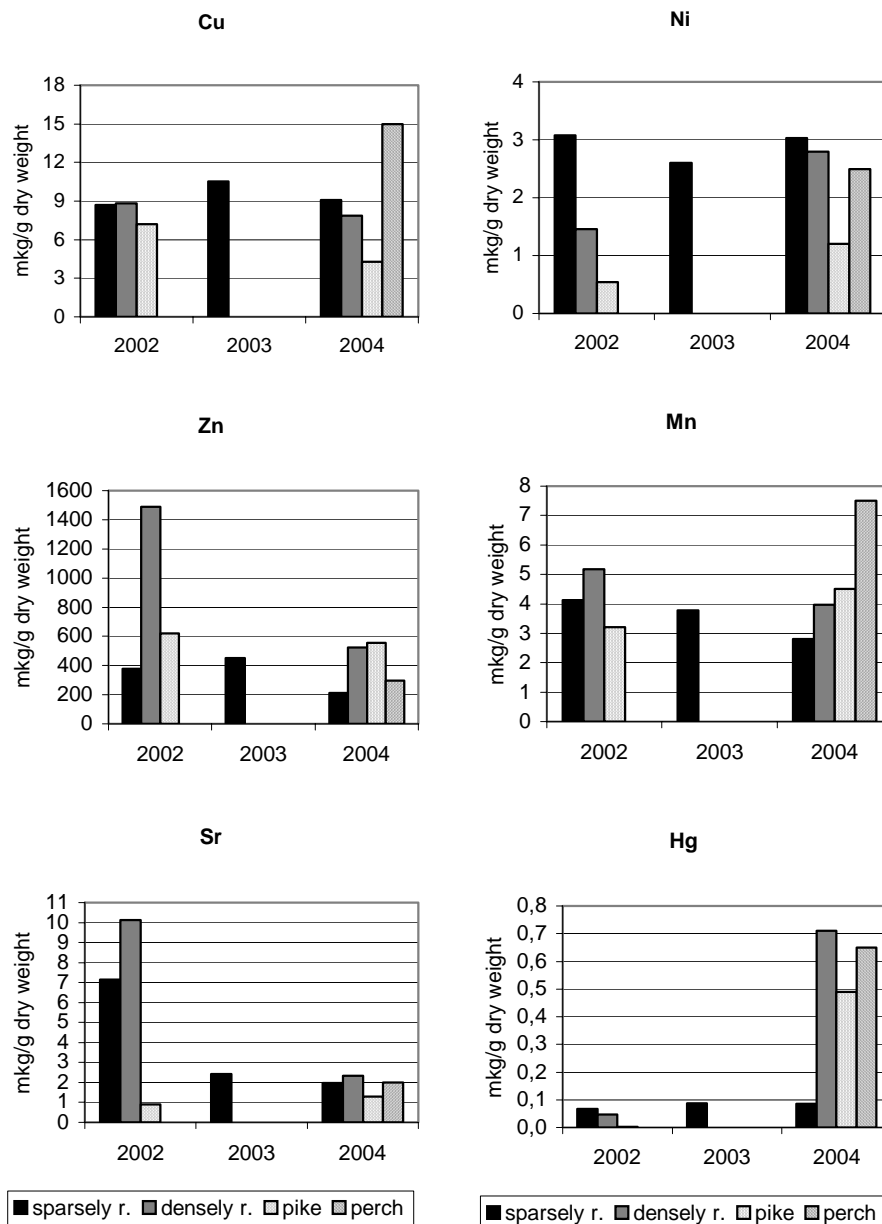 Cu
mkg/g dry weight
18
15
12
9
6
3
0
2002 2003 2004
Ni
mkg/g dry weight
4
3
2
1
0
2002 2003 2004
Zn
mkg/g dry weight
1600
1400
1200
1000
800
600
400
200
0
2002 2003 2004
Mn
mkg/g dry weight
8
7
6
5
4
3
2
1
0
2002 2003 2004
Sr
mkg/g dry weight
11
10
9
8
7
6
5
4
3
2
1
0
2002 2003 2004
Hg
mkg/g dry weight
0,8
0,7
0,6
0,5
0,4
0,3
0,2
0,1
0,0
2002 2003 2004
sparsely r. densely r. pike perch
sparsely r. densely r. pike perch